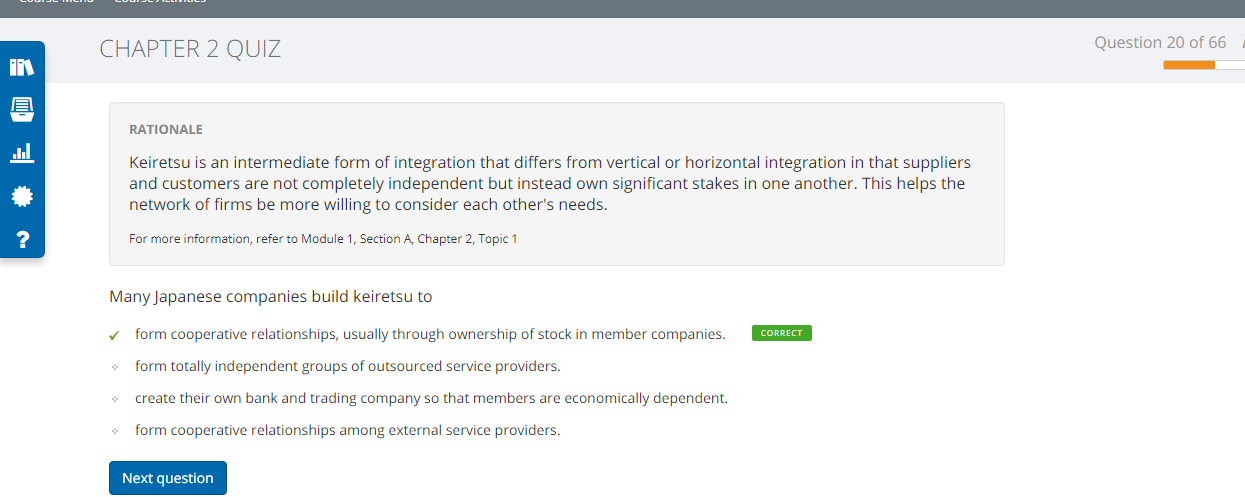 Course Menu Course Activities
CHAPTER 2 QUIZ
Question 20 of 66
RATIONALE
Keiretsu is an intermediate form of integration that differs from vertical or horizontal integration in that suppliers
and customers are not completely independent but instead own significant stakes in one another. This helps the
network of firms be more willing to consider each other's needs.
For more information, refer to Module 1, Section A, Chapter 2, Topic 1
Many Japanese companies build keiretsu to
form cooperative relationships, usually through ownership of stock in member companies. CORRECT
form totally independent groups of outsourced service providers.
create their own bank and trading company so that members are economically dependent.
form cooperative relationships among external service providers.
Next question